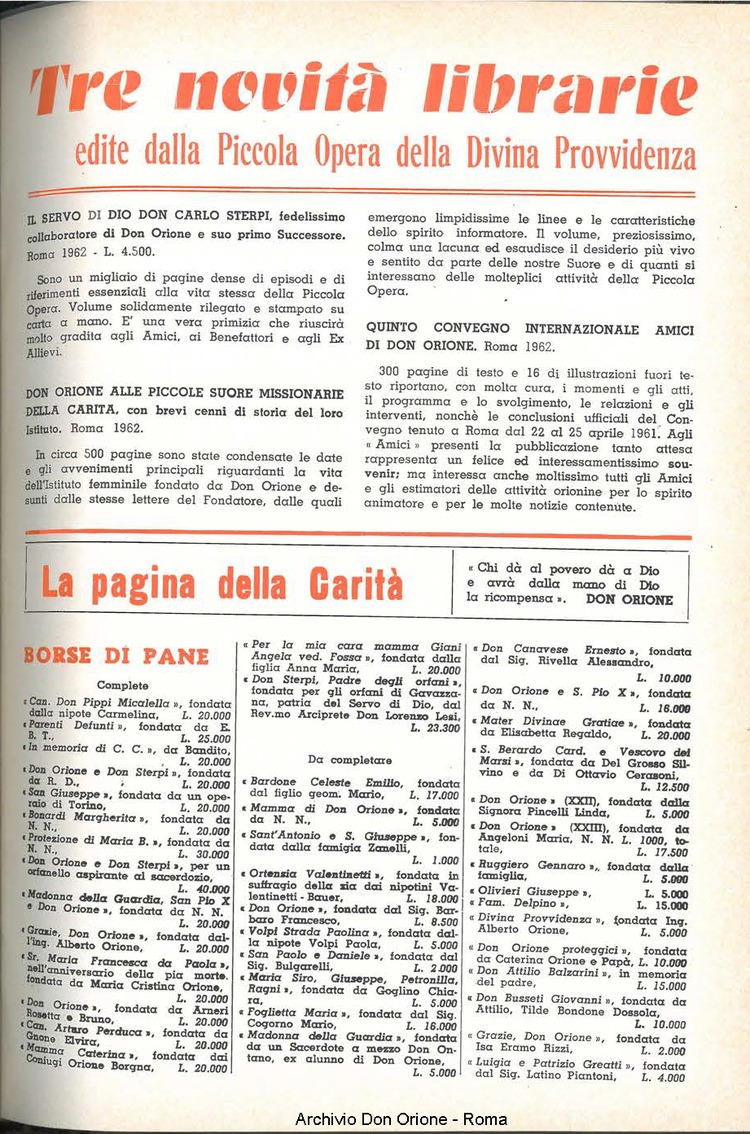 Tre novità librarie
edite dalla Piccola Opera della Divina Provvidenza
IL SERVO DI DIO DON CARLO STERPI, fedelissimo
collaboratore di Don Orione e suo primo Successore.
Roma 1962 - L. 4.500.
Sono un migliaio di pagine dense di episodi e di
riferimenti essenziali alla vita stessa della Piccola
Opera. Volume solidamente rilegato e stampato su
carta a mano. E' una vera primizia che riuscirà
molto gradita agli Amici, ai Benefattori e agli Ex
Allievi.
DON ORIONE ALLE PICCOLE SUORE MISSIONARIE
DELLA CARITA, con brevi cenni di storia del loro
Istituto. Roma 1962.
In circa 500 pagine sono state condensate le date
e gli avvenimenti principali riguardanti la vita
dell'Istituto femminile fondato da Don Orione e de-
sunti dalle stesse lettere del Fondatore, dalle quali
emergono limpidissime le linee e le caratteristiche
dello spirito informatore. Il volume, preziosissimo,
colma una lacuna ed esaudisce il desiderio più vivo
e sentito da parte delle nostre Suore e di quanti si
interessano delle molteplici attività della Piccola
Opera.
QUINTO CONVEGNO INTERNAZIONALE AMICI
DI DON ORIONE. Roma 1962.
300 pagine di testo e 16 di illustrazioni fuori te-
sto riportano, con molta cura, i momenti e gli atti,
il programma e lo svolgimento, le relazioni e gli
interventi, nonchè le conclusioni ufficiali del Con-
vegno tenuto a Roma dal 22 al 25 aprile 1961. Agli
« Amici » presenti la pubblicazione tanto attesa
rappresenta un felice ed interessamentissimo sou-
venir; ma interessa anche moltissimo tutti gli Amici
e gli estimatori delle attività orionine per lo spirito
animatore e per le molte notizie contenute.
La pagina della Carità
« Chi dà al povero dà a Dio
e avrà dalla mano di Dio
la ricompensa ». DON ORIONE
BORSE DI PANE
Complete
« Can. Don Pippi Micalella », fondata
dalla nipote Carmelina, L. 20.000
« Parenti Defunti », fondata da E.
B. T., L. 25.000
« In memoria di C. C. », da Bandito,
L. 20.000
« Don Orione e Don Sterpi », fondata
da R. D., L. 20.000
« San Giuseppe », fondata da un ope-
raio di Torino, L. 20.000
« Bonardi Margherita », fondata da
N. N., L. 20.000
« Protezione di Maria B. », fondata da
N. N., L. 30.000
« Don Orione e Don Sterpi », per un
orfanello aspirante al sacerdozio,
L. 40.000
« Madonna della Guardia, San Pio X
e Don Orione », fondata da N. N.
L. 20.000
« Grazie, Don Orione », fondata dal-
l'ing. Alberto Orione, L. 20.000
« Sr. Maria Francesca da Paola »,
nell'anniversario della pia morte.
fondata da Maria Cristina Orione,
L. 20.000
« Don Orione », fondata da Arneri
Rosetta e Bruno, L. 20.000
« Can. Arturo Perduca », fondata da
Gnone Elvira, L. 20.000
« Mamma Caterina », fondata dai
Coniugi Orione Borgna, L. 20.000
« Per la mia cara mamma Giani
Angela ved. Fossa », fondata dalla
figlia Anna Maria, L. 20.000
« Don Sterpi, Padre degli orfani »,
fondata per gli orfani di Gavazza-
na, patria del Servo di Dio, dal
Rev.mo Arciprete Don Lorenzo Lesi,
L. 23.300
Da completare
« Bardone Celeste Emilio, fondata
dal figlio geom. Mario, L. 17.000
« Mamma di Don Orione », fondata
da N. N., L. 5.000
« Sant'Antonio e S. Giuseppe », fon-
data dalla famiglia Zanelli,
L. 1.000
« Ortensia Valentinetti », fondata in
suffragio della zia dai nipotini Va-
lentinetti - Bauer, L. 18.000
« Don Orione », fondata dal Sig. Bar-
baro Francesco, L. 8.500
« Volpi Strada Paolina », fondata dal-
la nipote Volpi Paola, L. 5.000
« San Paolo e Daniele », fondata dal
Sig. Bulgarelli, L. 2 000
« Maria Siro, Giuseppe, Petronilla,
Ragni », fondata da Goglino Chia-
ra, L. 5.000
« Foglietta Maria », fondata dal Sig.
Cogorno Mario, L. 16.000
« Madonna della Guardia », fondata
da un Sacerdote a mezzo Don On-
tano, ex alunno di Don Orione,
L. 5.000
« Don Canavese Ernesto », fondata
dal Sig. Rivella Alessandro,
L. 10.000
« Don Orione e S. Pio X », fondata
da N. N., L. 16.000
« Mater Divinae Gratiae », fondata
da Elisabetta Regaldo, L. 20.000
« S. Berardo Card. e Vescovo dei
Marsi », fondata da Del Grosso Sil-
vino e da Di Ottavio Cerasoni,
L. 12.500
« Don Orione » (XXII), fondata dalla
Signora Pincelli Linda, L. 5.000
« Don Orione » (XXIII), fondata da
Angeloni Maria, N. N. L. 1000, to-
tale, L. 17.500
« Ruggiero Gennaro », fondata dalla
famiglia, L. 5.000
« Olivieri Giuseppe », L. 5.000
« Fam. Delpino », L. 15.000
« Divina Provvidenza », fondata Ing.
Alberto Orione, L. 5.000
« Don Orione proteggici », fondata
da Caterina Orione e Papà, L. 10.000
« Don Attilio Balzarini », in memoria
del padre, L. 15.000
« Don Busseti Giovanni », fondata da
Attilio, Tilde Bondone Dossola,
L. 10.000
« Grazie, Don Orione », fondata da
Isa Eramo Rizzi, L. 2.000
« Luigia e Patrizio Greatti », fondata
dal Sig. Latino Piantoni, L. 4.000
Archivio Don Orione - Roma